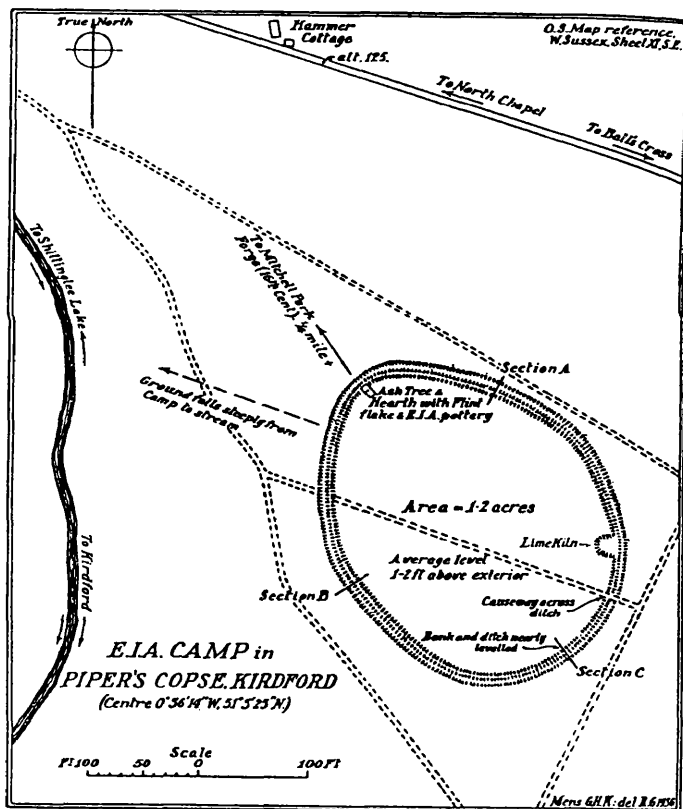 True North
Hammer
Cottage
alt. 125.
O.S. Map reference,
W. Sussex, Sheel XI, S.E.
To North Chapel
To Balls Cross
To Shillinglee Lake
To Mitchell Park
Forge (16th Cent), ½ mile +
Ground falls steeply from
Camp to stream
Section A
Ash Tree &
Hearth with Flint
flake & E.I.A. pottery
Area = 1·2 acres
Lime Kiln
Average level
1-2 ft above exterior
Section B
Causeway across
ditch
Bank and ditch nearly
levelled
Section C
To Kirdford
E.I.A. CAMP in
PIPER'S COPSE, KIRDFORD
(Centre 0° 36' 14" W, 51° 5' 23" N.)
Scale
FT 100 50 0 100 FT
Mens G.H.K: del R.G 1936